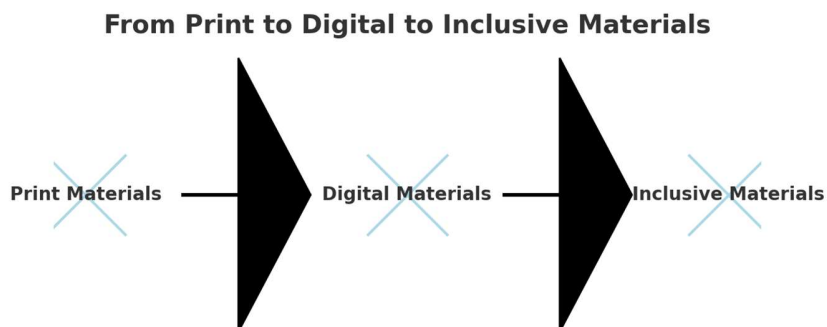 From Print to Digital to Inclusive Materials
Print Materials
Digital Materials
Inclusive Materials